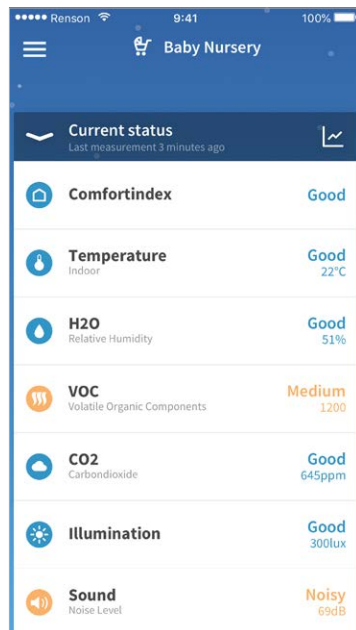 Renson 9:41 100%
Baby Nursery
Current status
Last measurement 3 minutes ago
Comfortindex Good
Temperature Good
Indoor 22°C
H2O Good
Relative Humidity 51%
VOC Medium
Volatile Organic Components 1200
CO2 Good
Carbondioxide 645ppm
Illumination Good
300lux
Sound Noisy
Noise Level 69dB